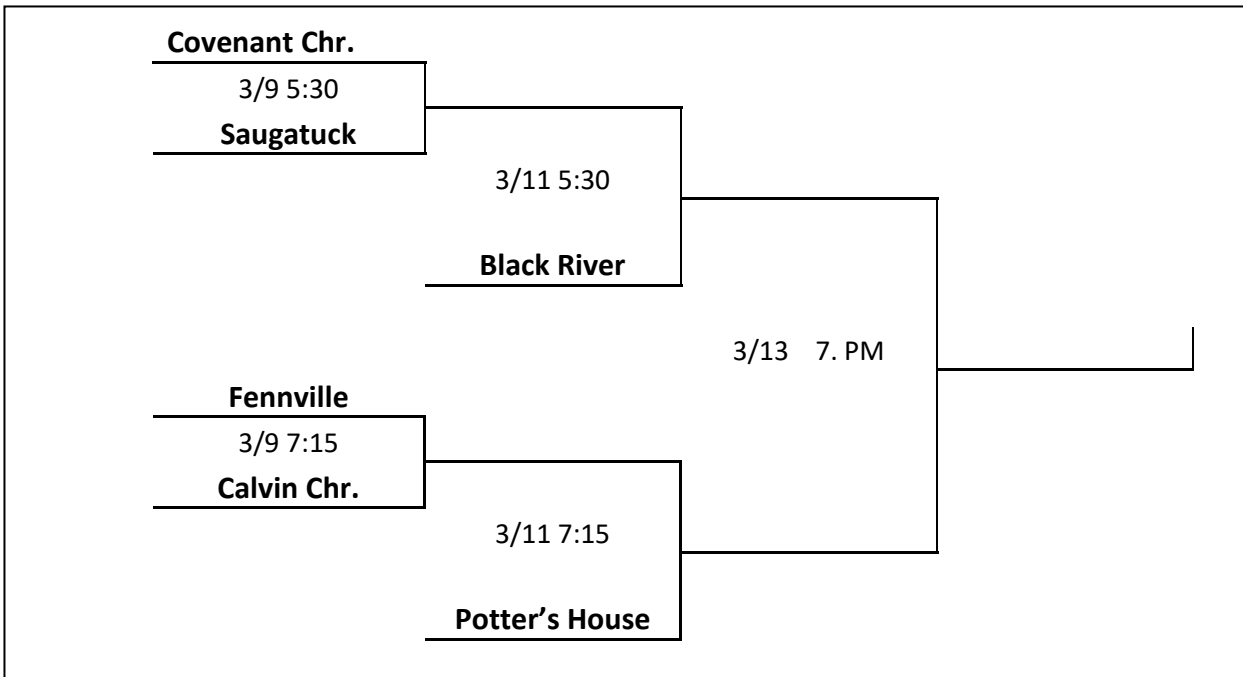 Covenant Chr.
3/9 5:30
Saugatuck
3/11 5:30
Black River
3/13 7. PM
Fennville
3/9 7:15
Calvin Chr.
3/11 7:15
Potter’s House